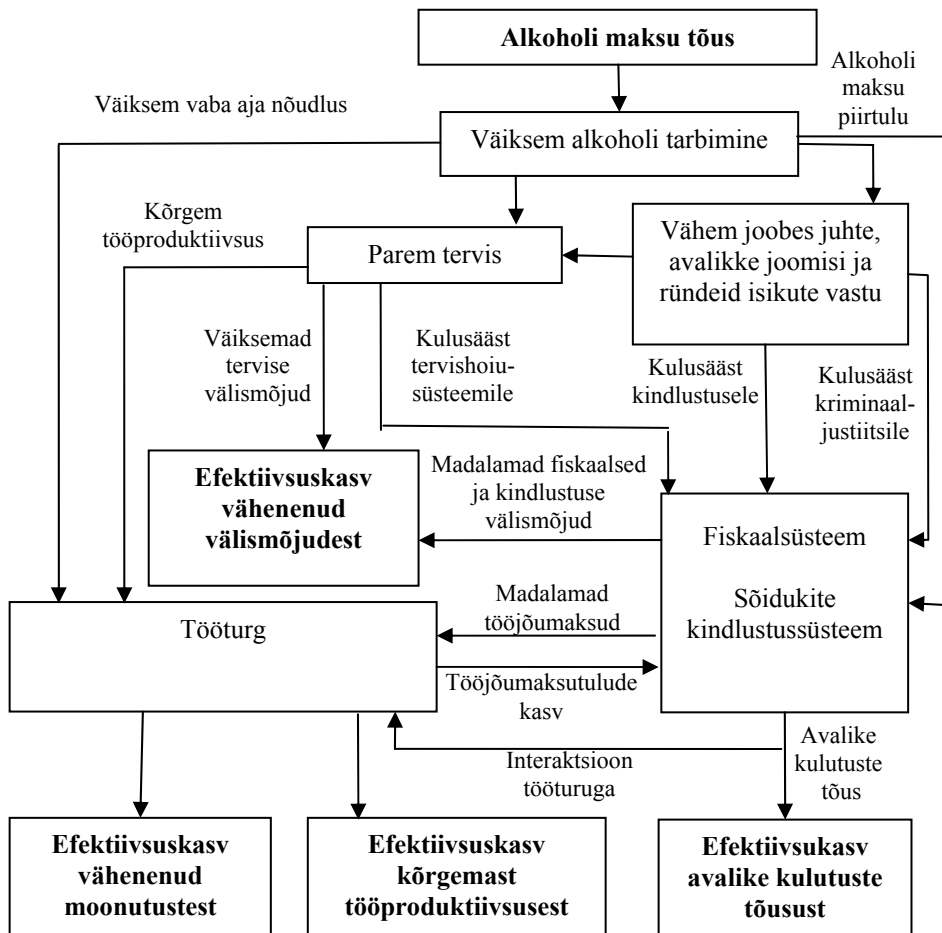 Alkoholi maksu tõus
Alkoholi
maksu
piirtulu
Väiksem vaba aja nõudlus
Väiksem alkoholi tarbimine
Kõrgem
tööproduktiivsus
Parem tervis
Vähem joobes juhte,
avalikke joomisi ja
ründeid isikute vastu
Väiksemad
tervise
välismõjud
Kulusääst
tervishoiu-
süsteemile
Kulusääst
kindlustusele
Kulusääst
kriminaal-
justiitsile
Efektiivsuskasv
vähenenud
välismõjudest
Madalamad fiskaalsed
ja kindlustuse
välismõjud
Fiskaalsüsteem
Sõidukite
kindlustussüsteem
Tööturg
Madalamad
tööjõumaksud
Tööjõumaksutulude
kasv
Interaktsioon
tööturuga
Avalike
kulutuste
tõus
Efektiivsuskasv
vähenenud
moonutustest
Efektiivsuskasv
kõrgemast
tööproduktiivsusest
Efektiivsukasv
avalike kulutuste
tõusust